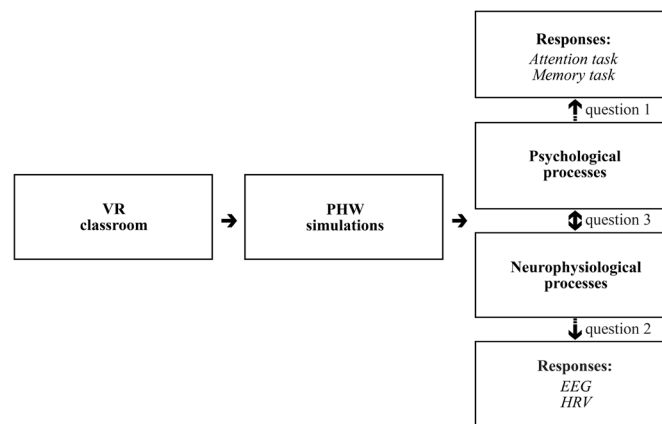 Responses:
Attention task
Memory task
question 1
Psychological
processes
VR
classroom
PHW
simulations
question 3
Neurophysiological
processes
question 2
Responses:
EEG
HRV